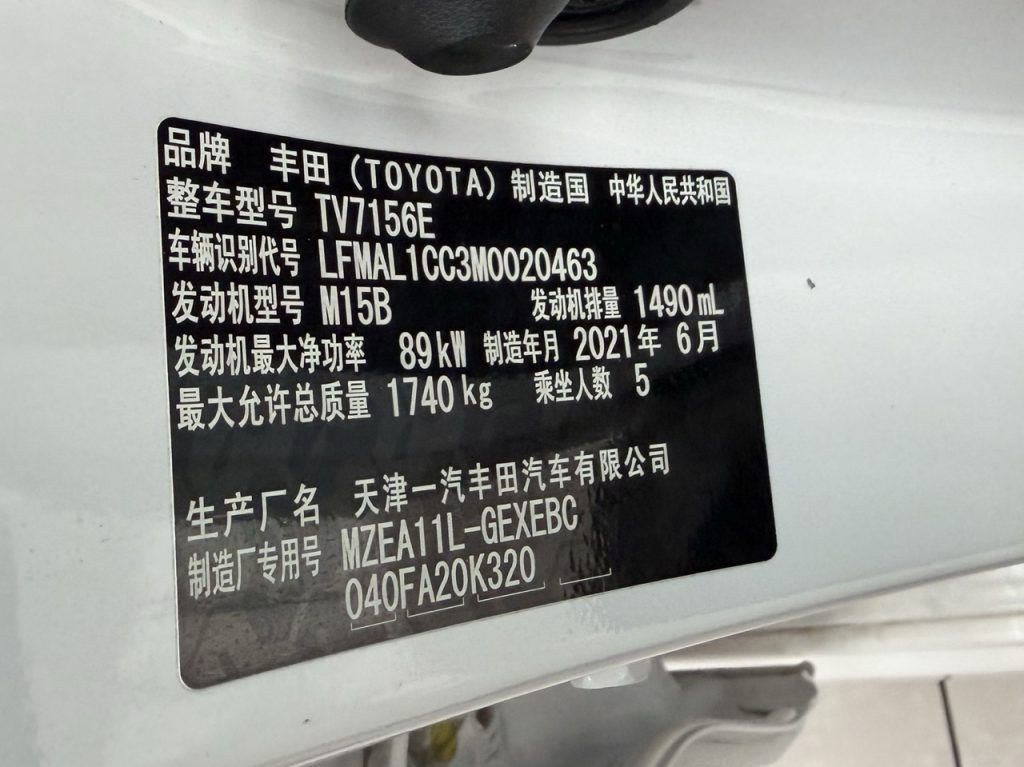 品牌 丰田（TOYOTA）制造国 中华人民共和国
整车型号 TV7156E
车辆识别代号 LFMAL1CC3M0020463
发动机型号 M15B 发动机排量 1490 mL
发动机最大净功率 89kW 制造年月 2021年 6月
最大允许总质量 1740kg 乘坐人数 5
生产厂名 天津一汽丰田汽车有限公司
制造厂专用号 MZEA11L-GEXEBC
040FA20K320